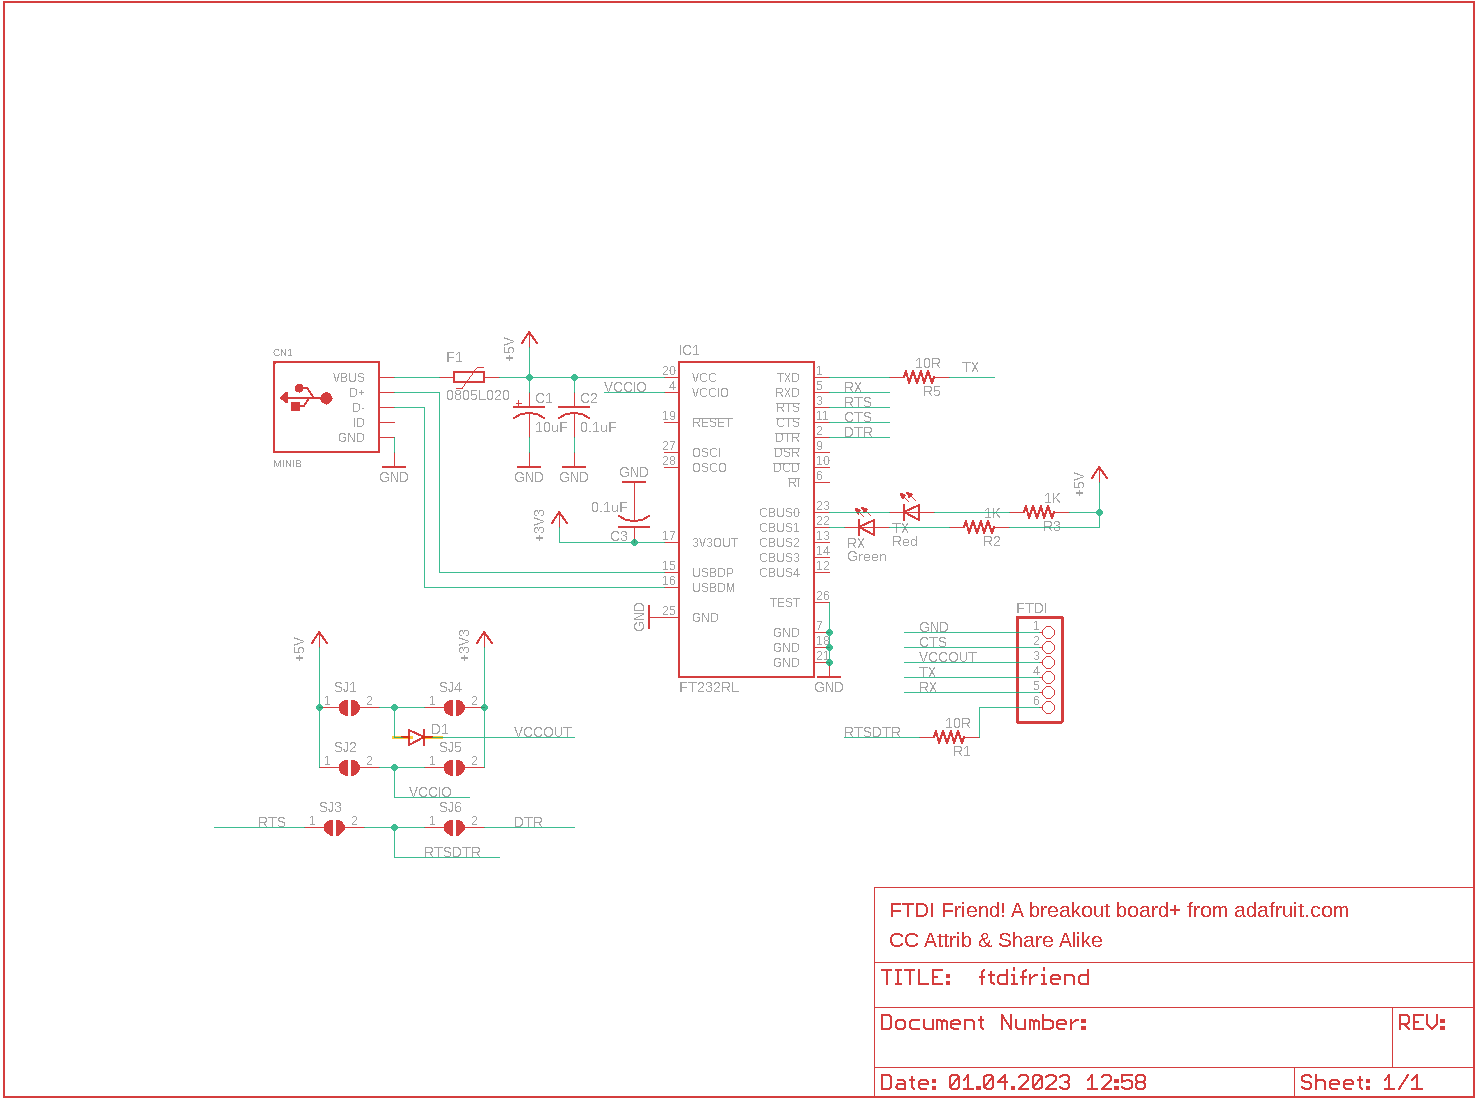 CN1
VBUS
D+
D-
ID
GND
MINIB
GND
F1
0805L020
+5V
C1
10uF
GND
C2
0.1uF
GND
VCCIO
GND
0.1uF
C3
+3V3
GND
IC1
20 VCC
4 VCCIO
19 RESET
27 OSCI
28 OSCO
17 3V3OUT
15 USBDP
16 USBDM
25 GND
TXD 1
RXD 5
RTS 3
CTS 11
DTR 2
DSR 9
DCD 10
RI 6
CBUS0 23
CBUS1 22
CBUS2 13
CBUS3 14
CBUS4 12
TEST 26
GND 7
GND 18
GND 21
FT232RL
GND
10R
R5
TX
RX
RTS
CTS
DTR
RX
Green
TX
Red
1K
R2
1K
R3
+5V
FTDI
GND 1
CTS 2
VCCOUT 3
TX 4
RX 5
6
RTSDTR
10R
R1
+5V
+3V3
SJ1
1 2
SJ4
1 2
D1
VCCOUT
SJ2
1 2
SJ5
1 2
VCCIO
RTS
SJ3
1 2
SJ6
1 2
DTR
RTSDTR
FTDI Friend! A breakout board+ from adafruit.com
CC Attrib & Share Alike
TITLE: ftdifriend
Document Number:
REV:
Date: 01.04.2023 12:58
Sheet: 1/1